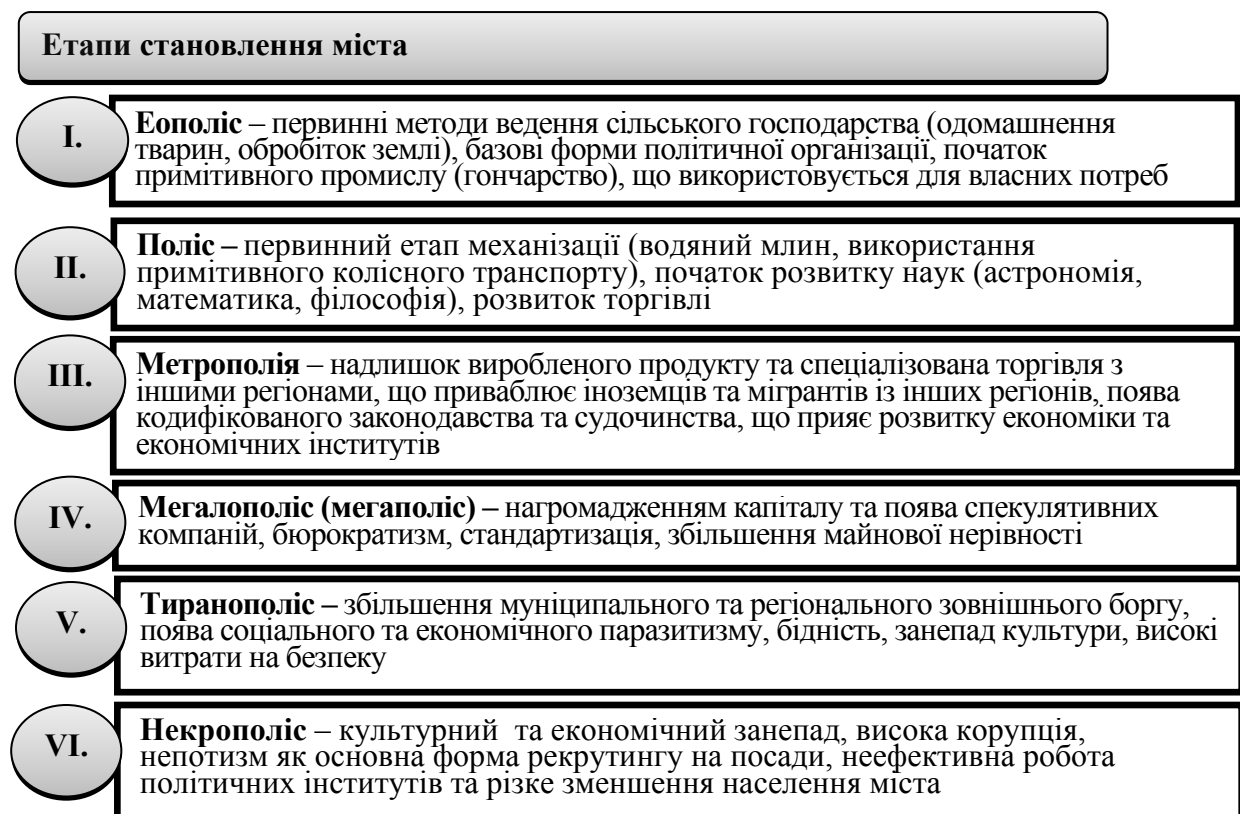 Етапи становлення міста
I.
Еополіс – первинні методи ведення сільського господарства (одомашнення
тварин, обробіток землі), базові форми політичної організації, початок
примітивного промислу (гончарство), що використовується для власних потреб
II.
Поліс – первинний етап механізації (водяний млин, використання
примітивного колісного транспорту), початок розвитку наук (астрономія,
математика, філософія), розвиток торгівлі
III.
Метрополія – надлишок виробленого продукту та спеціалізована торгівля з
іншими регіонами, що приваблює іноземців та мігрантів із інших регіонів, поява
кодифікованого законодавства та судочинства, що прияє розвитку економіки та
економічних інститутів
IV.
Мегалополіс (мегаполіс) – нагромадженням капіталу та поява спекулятивних
компаній, бюрократизм, стандартизація, збільшення майнової нерівності
V.
Тиранополіс – збільшення муніципального та регіонального зовнішнього боргу,
поява соціального та економічного паразитизму, бідність, занепад культури, високі
витрати на безпеку
VI.
Некрополіс – культурний та економічний занепад, висока корупція,
непотизм як основна форма рекрутингу на посади, неефективна робота
політичних інститутів та різке зменшення населення міста